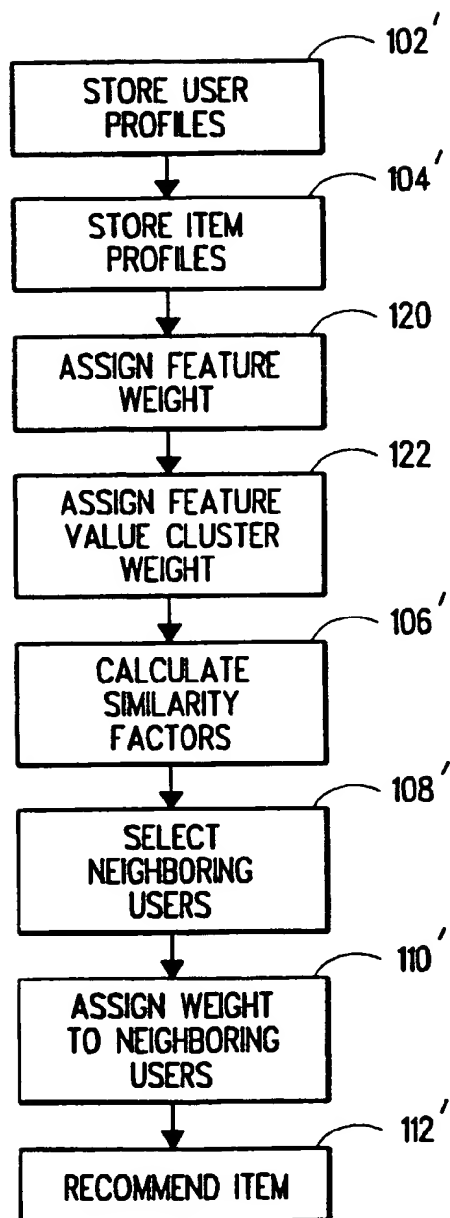 102′
STORE USER
PROFILES
104′
STORE ITEM
PROFILES
120
ASSIGN FEATURE
WEIGHT
122
ASSIGN FEATURE
VALUE CLUSTER
WEIGHT
106′
CALCULATE
SIMILARITY
FACTORS
108′
SELECT
NEIGHBORING
USERS
110′
ASSIGN WEIGHT
TO NEIGHBORING
USERS
112′
RECOMMEND ITEM